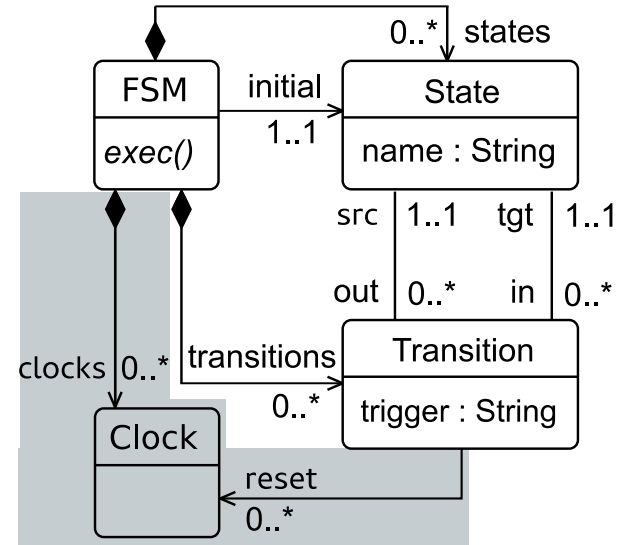 0..* states
FSM
initial
State
1..1
exec()
name : String
src 1..1 tgt 1..1
out 0..* in 0..*
clocks 0..* transitions
Transition
0..*
trigger : String
Clock
reset
0..*